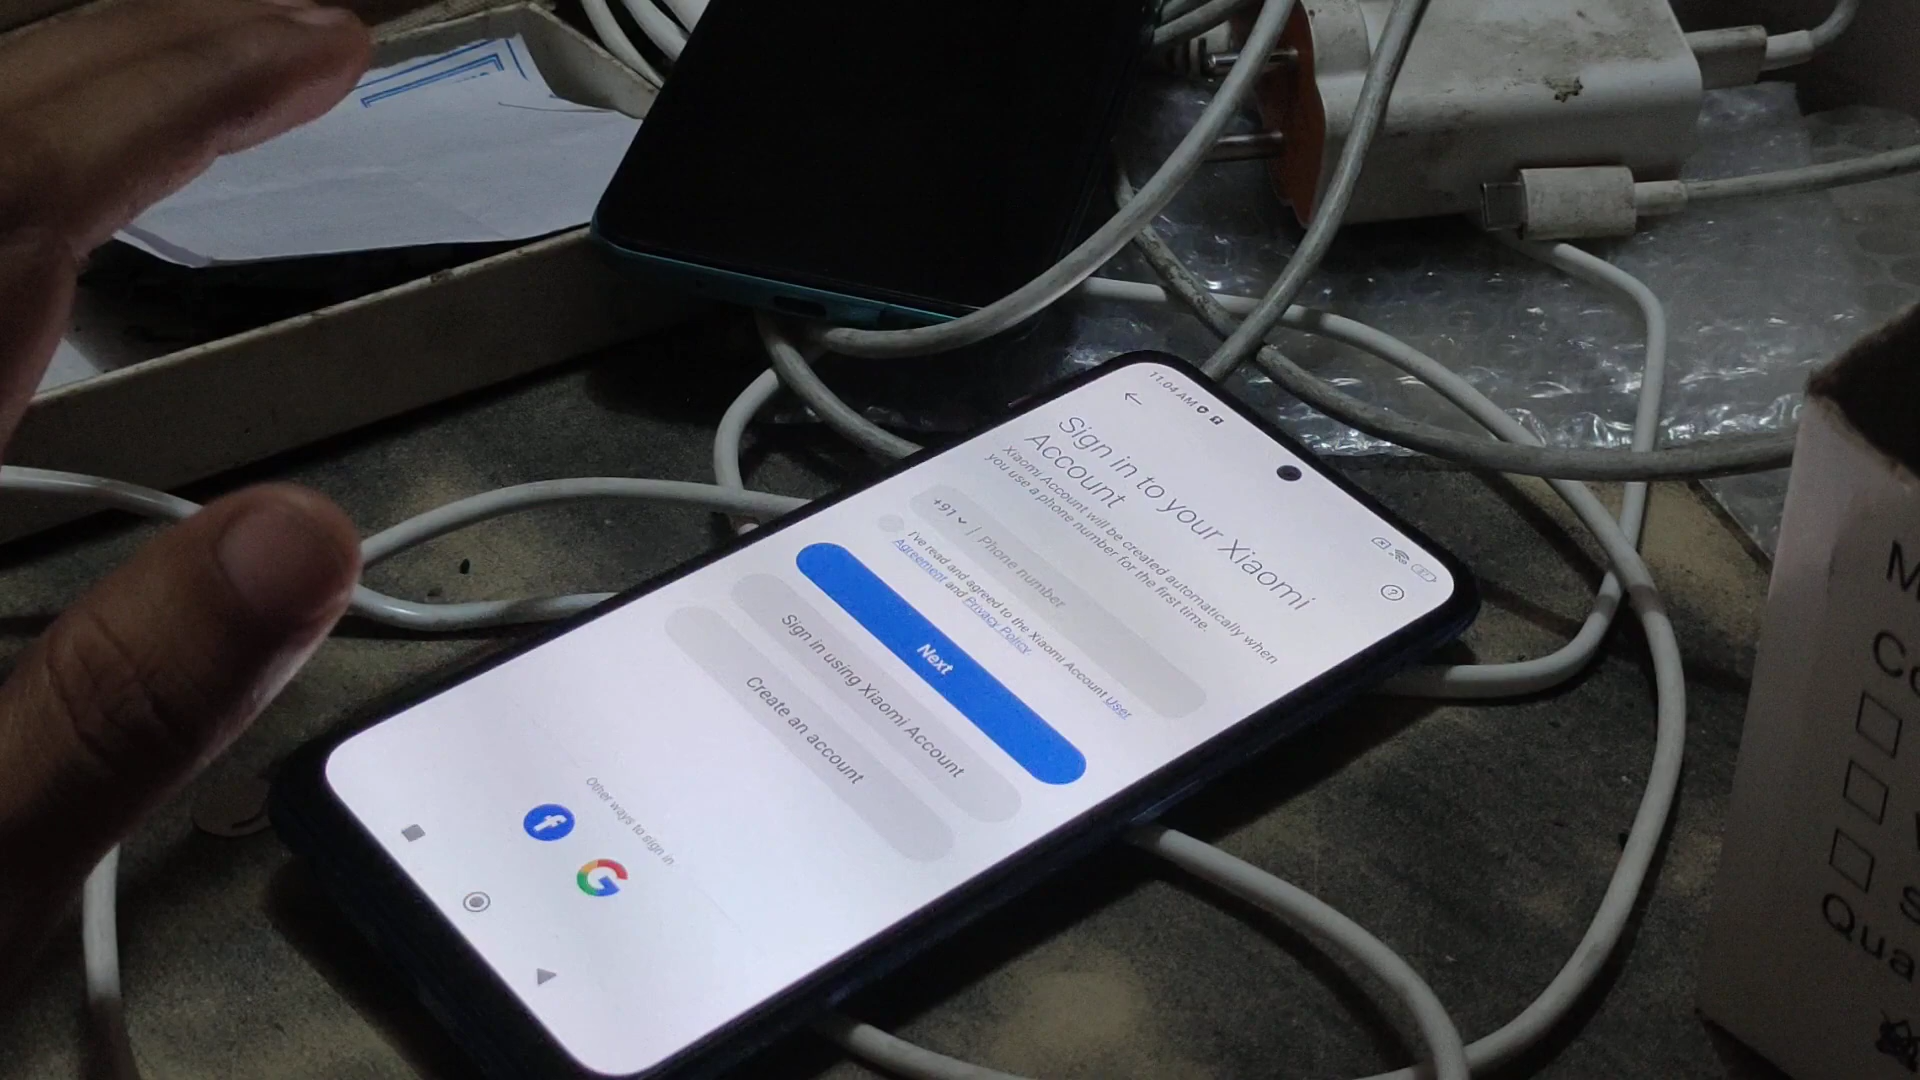 11:04 AM
Sign in to your Xiaomi
Account
Xiaomi Account will be created automatically when
you use a phone number for the first time.
+91
Phone number
I've read and agreed to the Xiaomi Account User
Agreement and Privacy Policy.
Next
Sign in using Xiaomi Account
Create an account
Other ways to sign in
Qua